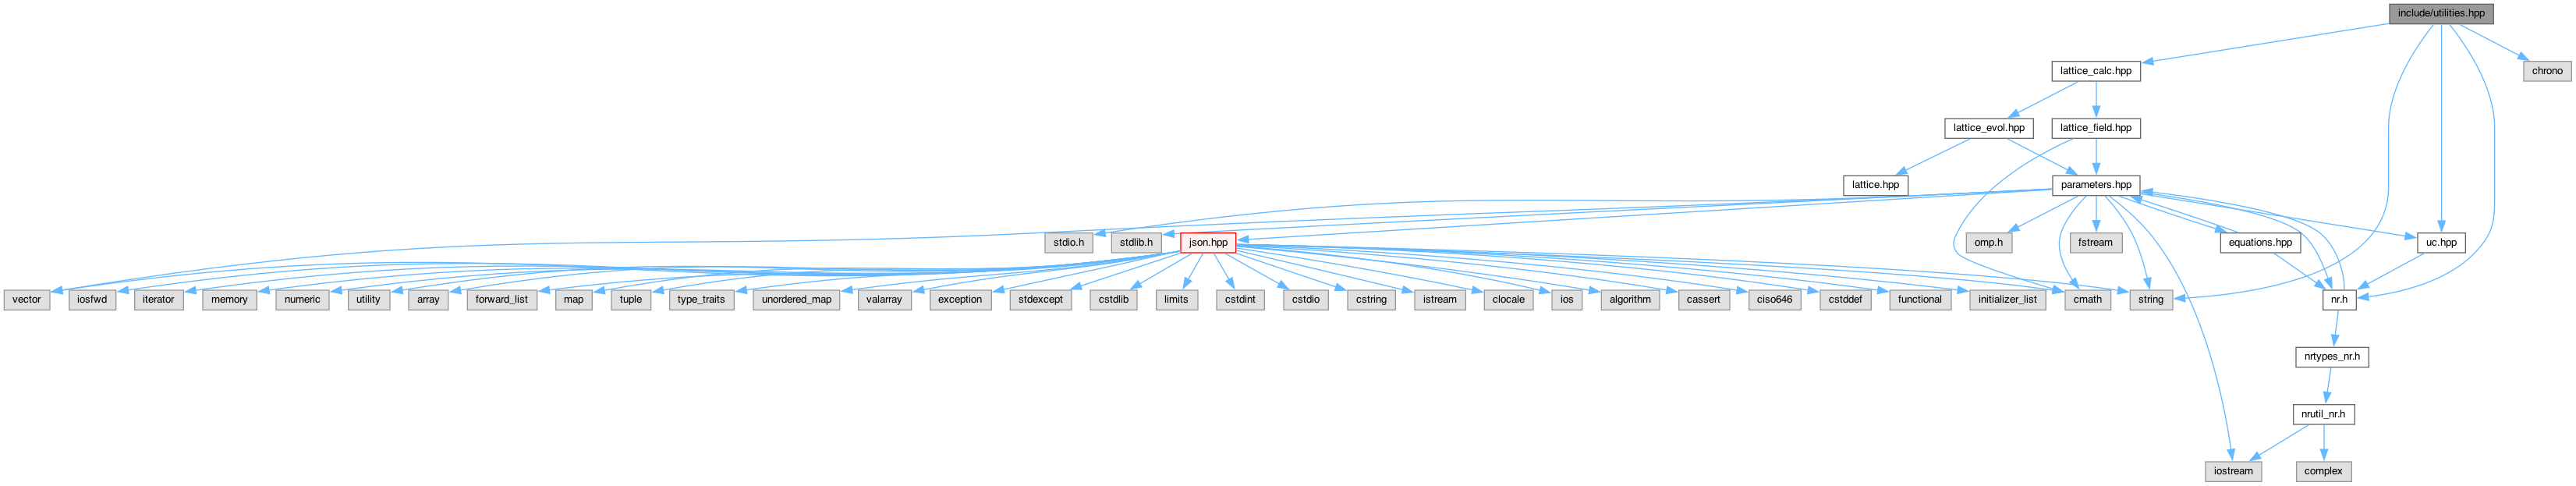 include/utilities.hpp
lattice_calc.hpp
chrono
lattice_evol.hpp
lattice_field.hpp
lattice.hpp
parameters.hpp
stdio.h
stdlib.h
json.hpp
omp.h
fstream
equations.hpp
uc.hpp
vector
iosfwd
iterator
memory
numeric
utility
array
forward_list
map
tuple
type_traits
unordered_map
valarray
exception
stdexcept
cstdlib
limits
cstdint
cstdio
cstring
istream
clocale
ios
algorithm
cassert
ciso646
cstddef
functional
initializer_list
cmath
string
nr.h
nrtypes_nr.h
nrutil_nr.h
iostream
complex